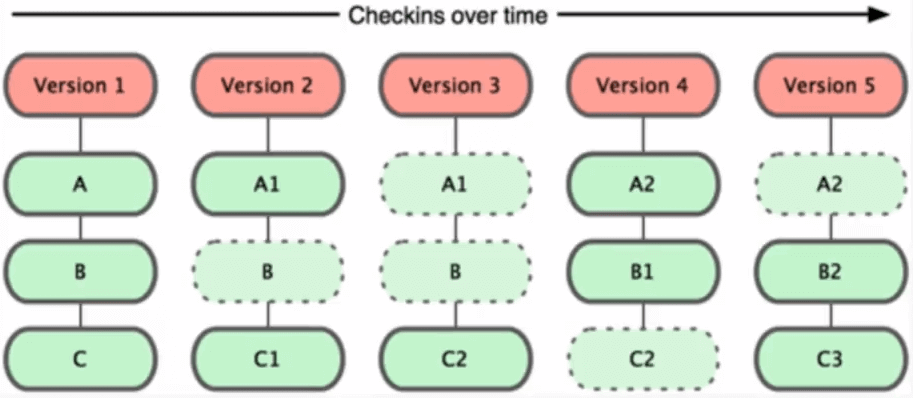 Checkins over time
Version 1 Version 2 Version 3 Version 4 Version 5
A A1 A1 A2 A2
B B B B1 B2
C C1 C2 C2 C3